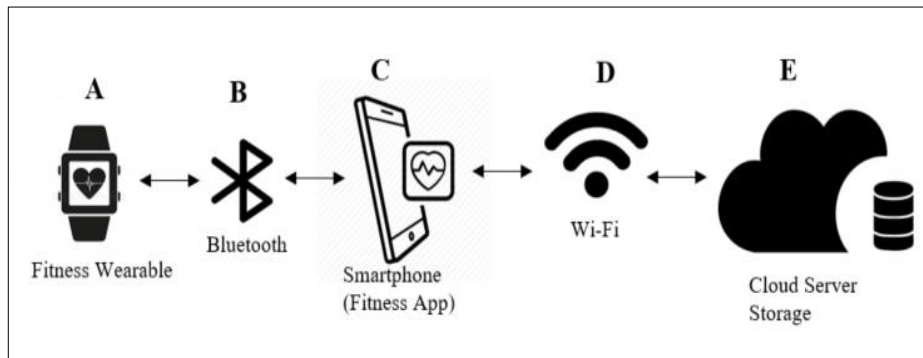 A
B
C
D
E
Fitness Wearable
Bluetooth
Smartphone
(Fitness App)
Wi-Fi
Cloud Server
Storage